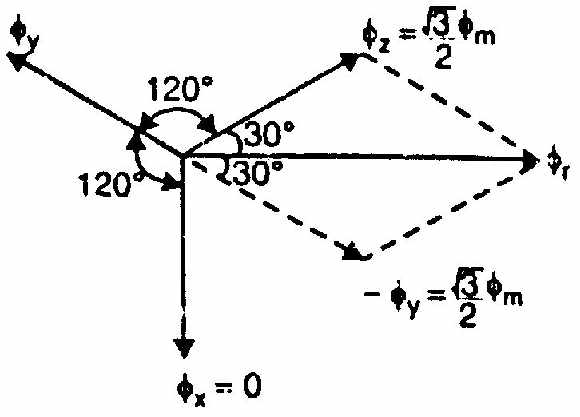 ϕy
ϕz = √3/2 ϕm
120°
30°
30°
120°
ϕr
− ϕy = √3/2 ϕm
ϕx = 0